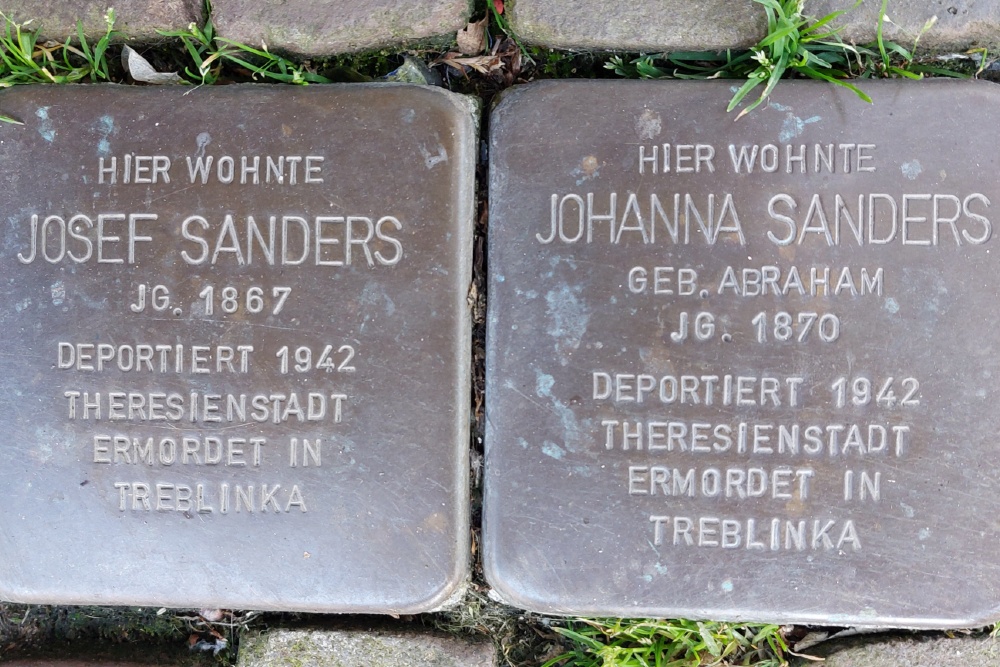 HIER WOHNTE
JOSEF SANDERS
JG. 1867
DEPORTIERT 1942
THERESIENSTADT
ERMORDET IN
TREBLINKA
HIER WOHNTE
JOHANNA SANDERS
GEB. ABRAHAM
JG. 1870
DEPORTIERT 1942
THERESIENSTADT
ERMORDET IN
TREBLINKA